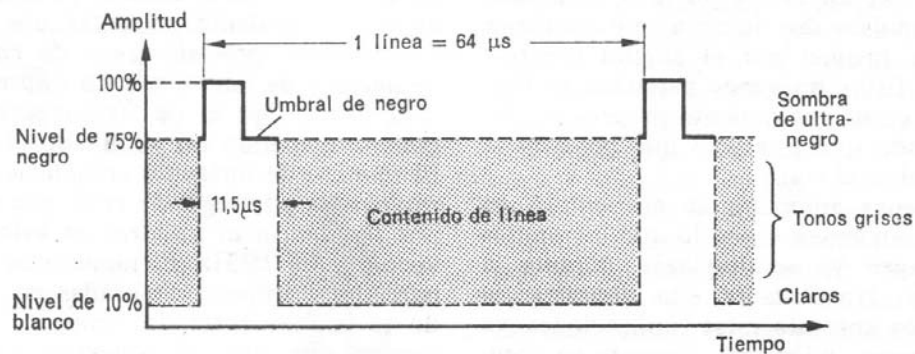 Amplitud
1 línea = 64 µs
100%
Umbral de negro
Sombra
de ultra-
negro
Nivel de
negro
75%
11,5µs
Contenido de línea
Tonos grises
Nivel de
blanco
10%
Claros
Tiempo